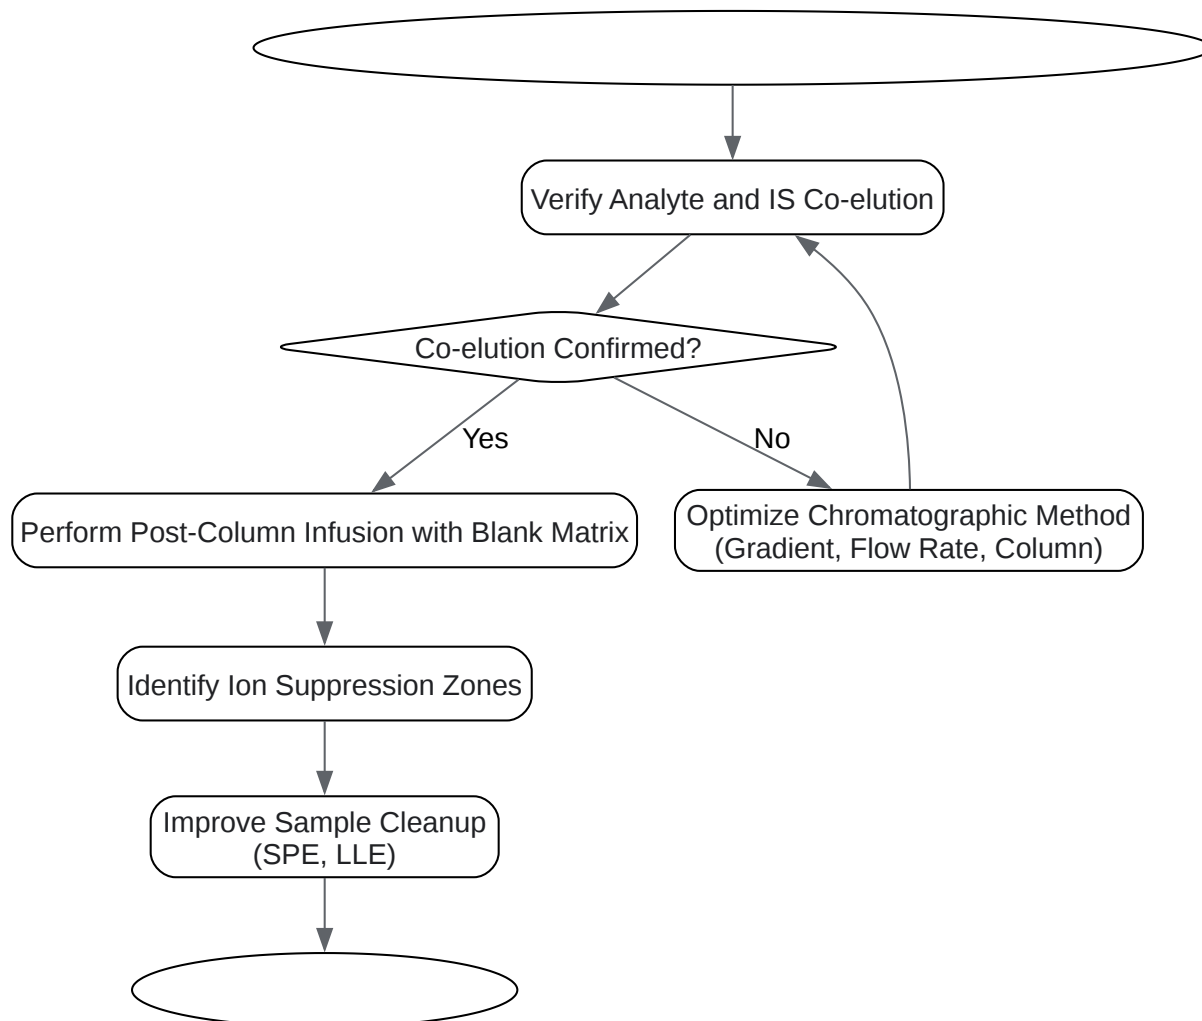 Verify Analyte and IS Co-elution
Co-elution Confirmed?
Yes
No
Perform Post-Column Infusion with Blank Matrix
Optimize Chromatographic Method
(Gradient, Flow Rate, Column)
Identify Ion Suppression Zones
Improve Sample Cleanup
(SPE, LLE)